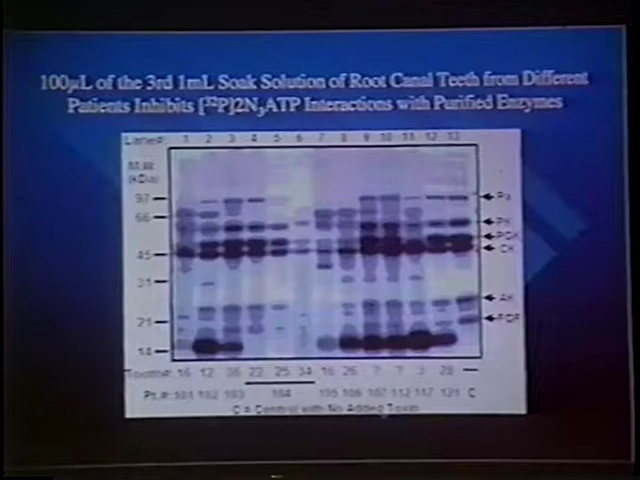 100μL of the 3rd 1mL Soak Solution of Root Canal Teeth from Different
Patients Inhibits [³²P]2N₃ATP Interactions with Purified Enzymes
Lane#: 1 2 3 4 5 6 7 8 9 10 11 12 13
M.W.
(kDa)
97
66
PK
PGK
45 CK
31
AK
21
14
Tooth#: 16 12 36 22 25 34 16 26 7 7 3 28 —
Pt.#: 101 102 103 104 105 106 107 112 117 121 C
C = Control with No Added Toxin